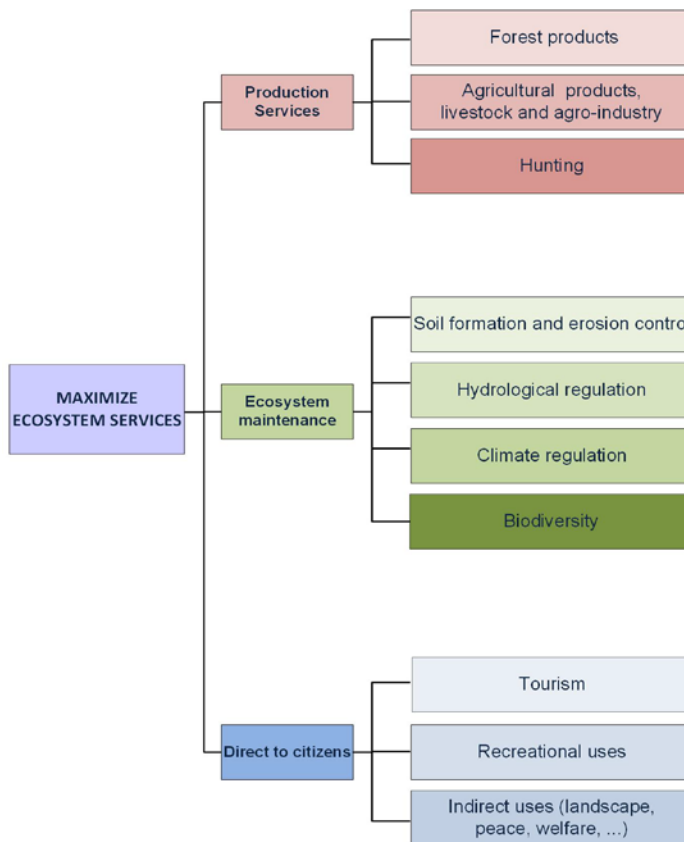 Forest products
Production
Services
Agricultural products,
livestock and agro-industry
Hunting
Soil formation and erosion contro
MAXIMIZE
ECOSYSTEM SERVICES
Ecosystem
maintenance
Hydrological regulation
Climate regulation
Biodiversity
Tourism
Direct to citizens
Recreational uses
Indirect uses (landscape,
peace, welfare, ...)